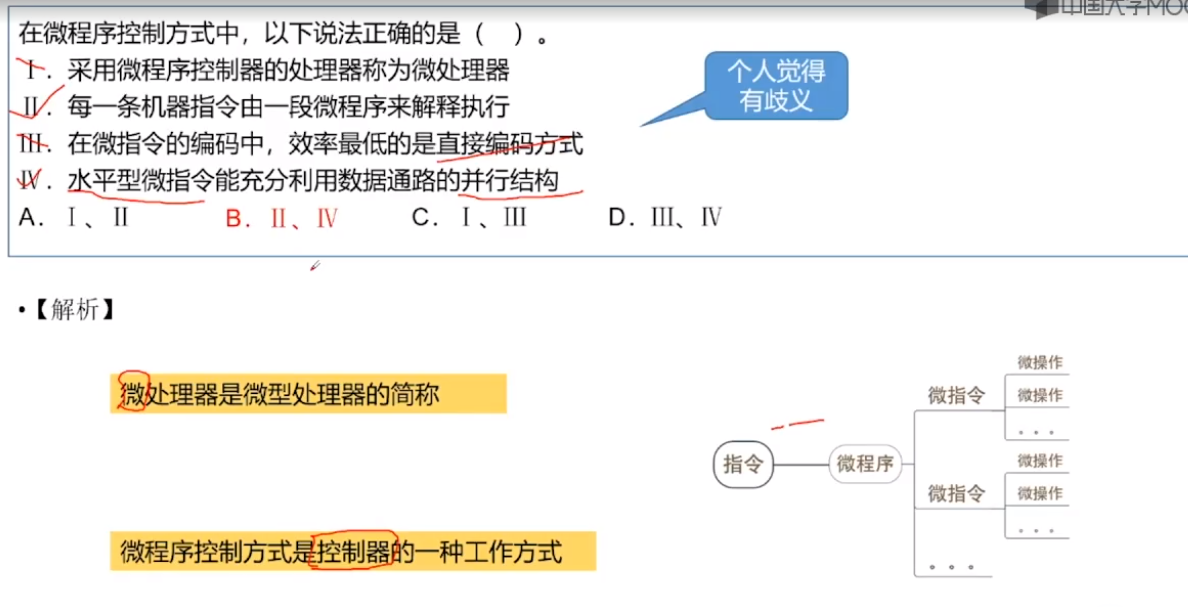 中国大学MOO
在微程序控制方式中，以下说法正确的是（　）。
Ⅰ．采用微程序控制器的处理器称为微处理器
Ⅱ．每一条机器指令由一段微程序来解释执行
Ⅲ．在微指令的编码中，效率最低的是直接编码方式
Ⅳ．水平型微指令能充分利用数据通路的并行结构
A．Ⅰ、Ⅱ　B．Ⅱ、Ⅳ　C．Ⅰ、Ⅲ　D．Ⅲ、Ⅳ
个人觉得
有歧义
•【解析】
微处理器是微型处理器的简称
微程序控制方式是控制器的一种工作方式
指令
微程序
微指令
微操作
微操作
。。。
微指令
微操作
微操作
。。。
。。。